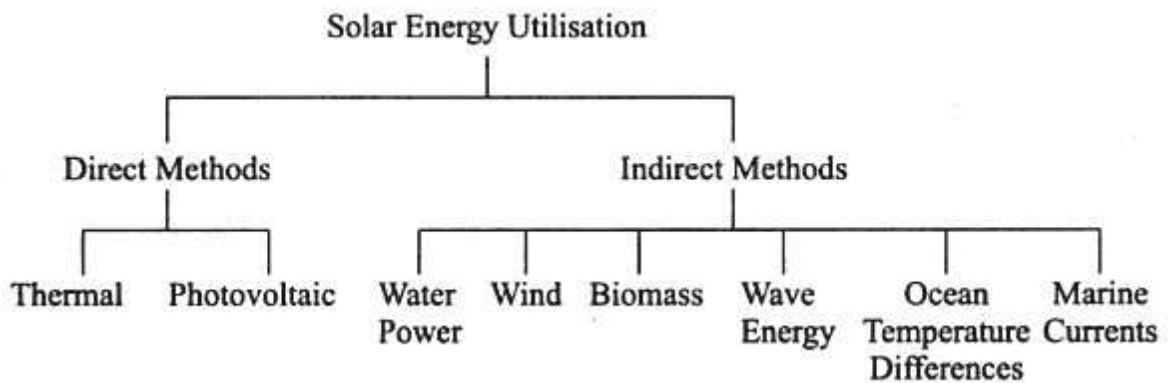 Solar Energy Utilisation
Direct Methods
Indirect Methods
Thermal
Photovoltaic
Water
Power
Wind
Biomass
Wave
Energy
Ocean
Temperature
Differences
Marine
Currents